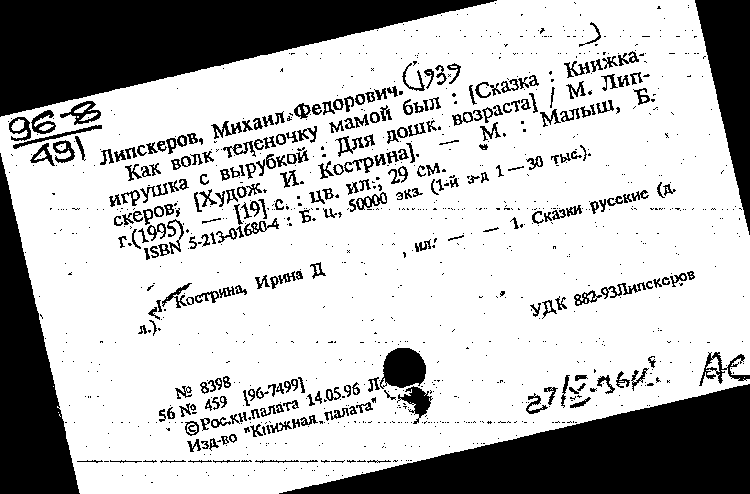 96-8
491
Липскеров, Михаил Федорович. (1939
Как волк теленочку мамой был : [Сказка : Книжка-
игрушка с вырубкой : Для дошк. возраста] / М. Лип-
скеров; [Худож. И. Кострина]. — М. : Малыш, Б.
г.(1995). — [19] с. : цв. ил.; 29 см.
ISBN 5-213-01680-4 : Б. ц., 50000 экз. (1-й з-д 1 — 30 тыс.).
I. Кострина, Ирина Д , ил. — — 1. Сказки русские (д.
л.).
УДК 882-93Липскеров
№ 8398
56 № 459 [96-7499]
©Рос.кн.палата 14.05.96
Изд-во "Книжная палата"
27/V-96
АС